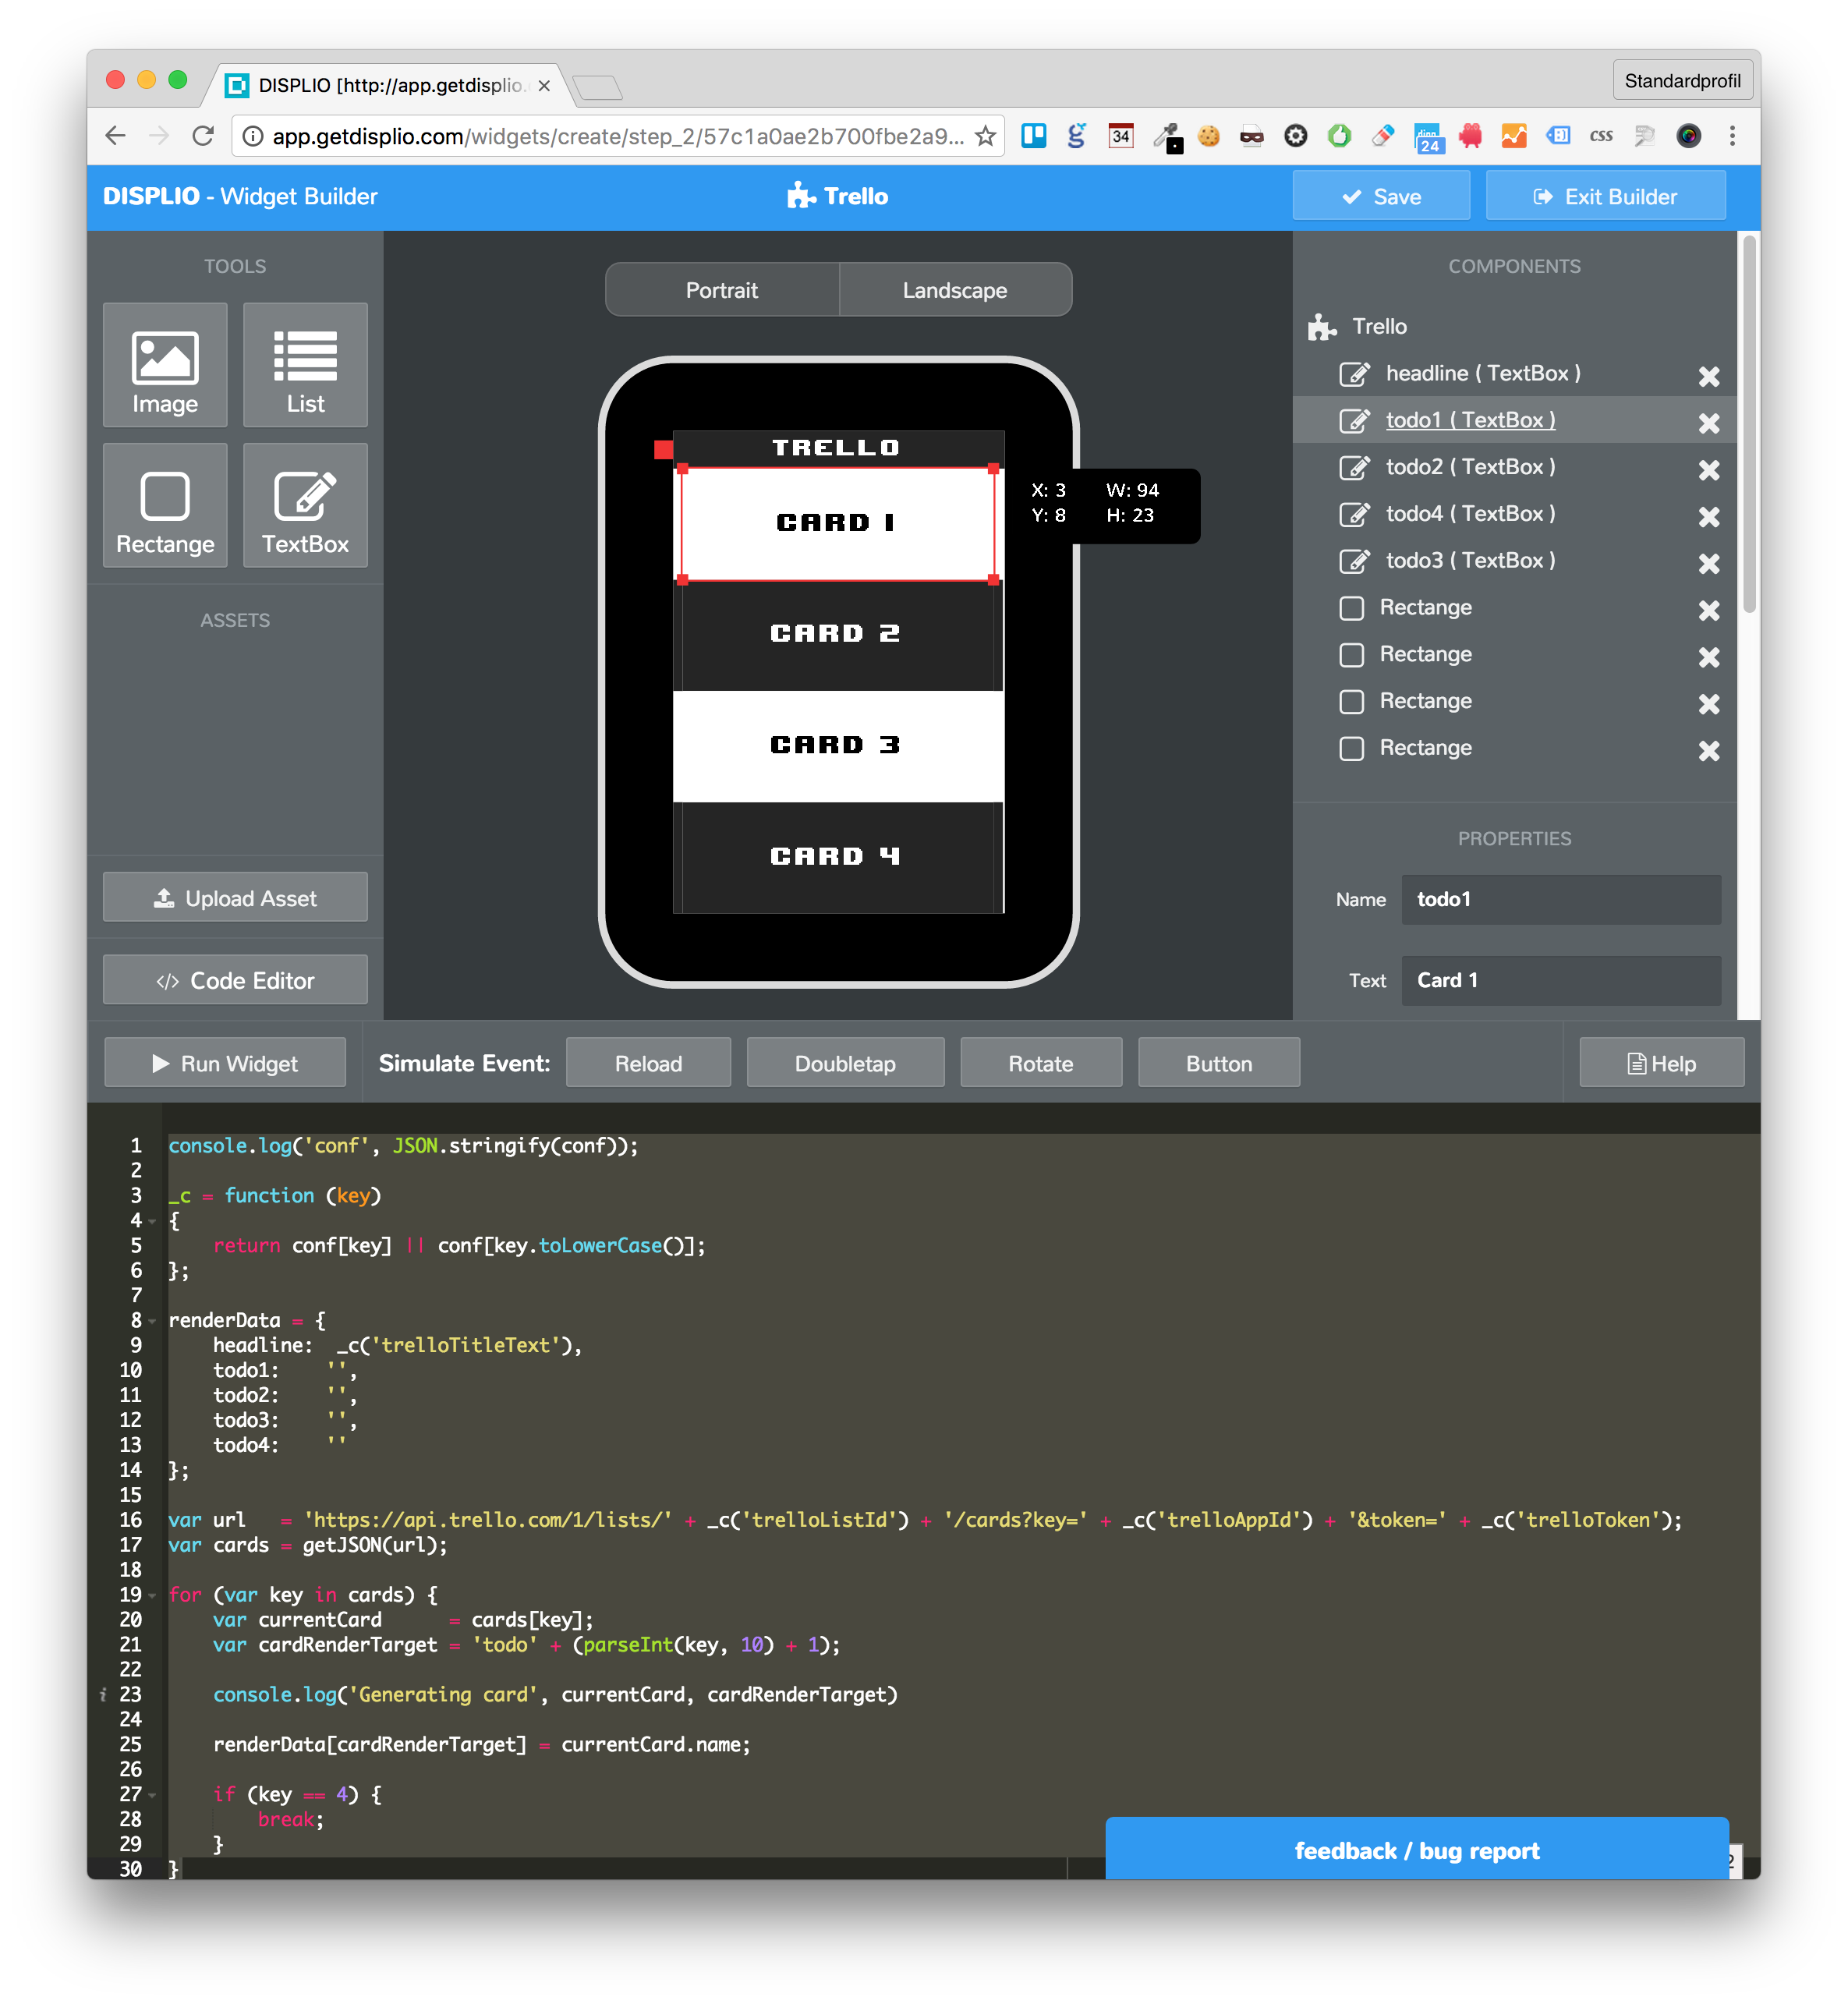 DISPLIO [http://app.getdisplio.
Standardprofil
app.getdisplio.com/widgets/create/step_2/57c1a0ae2b700fbe2a9...
34
24
css
DISPLIO - Widget Builder
Trello
Save
Exit Builder
TOOLS
Image
List
Rectange
TextBox
ASSETS
Upload Asset
Code Editor
Portrait
Landscape
TRELLO
CARD 1
CARD 2
CARD 3
CARD 4
X: 3 W: 94
Y: 8 H: 23
COMPONENTS
Trello
headline ( TextBox )
todo1 ( TextBox )
todo2 ( TextBox )
todo4 ( TextBox )
todo3 ( TextBox )
Rectange
Rectange
Rectange
Rectange
PROPERTIES
Name todo1
Text Card 1
Run Widget
Simulate Event:
Reload
Doubletap
Rotate
Button
Help
1 console.log('conf', JSON.stringify(conf));
2
3 _c = function (key)
4 {
5 return conf[key] || conf[key.toLowerCase()];
6 };
7
8 renderData = {
9 headline: _c('trelloTitleText'),
10 todo1: '',
11 todo2: '',
12 todo3: '',
13 todo4: ''
14 };
15
16 var url = 'https://api.trello.com/1/lists/' + _c('trelloListId') + '/cards?key=' + _c('trelloAppId') + '&token=' + _c('trelloToken');
17 var cards = getJSON(url);
18
19 for (var key in cards) {
20 var currentCard = cards[key];
21 var cardRenderTarget = 'todo' + (parseInt(key, 10) + 1);
22
23 console.log('Generating card', currentCard, cardRenderTarget)
24
25 renderData[cardRenderTarget] = currentCard.name;
26
27 if (key == 4) {
28 break;
29 }
30 }
feedback / bug report